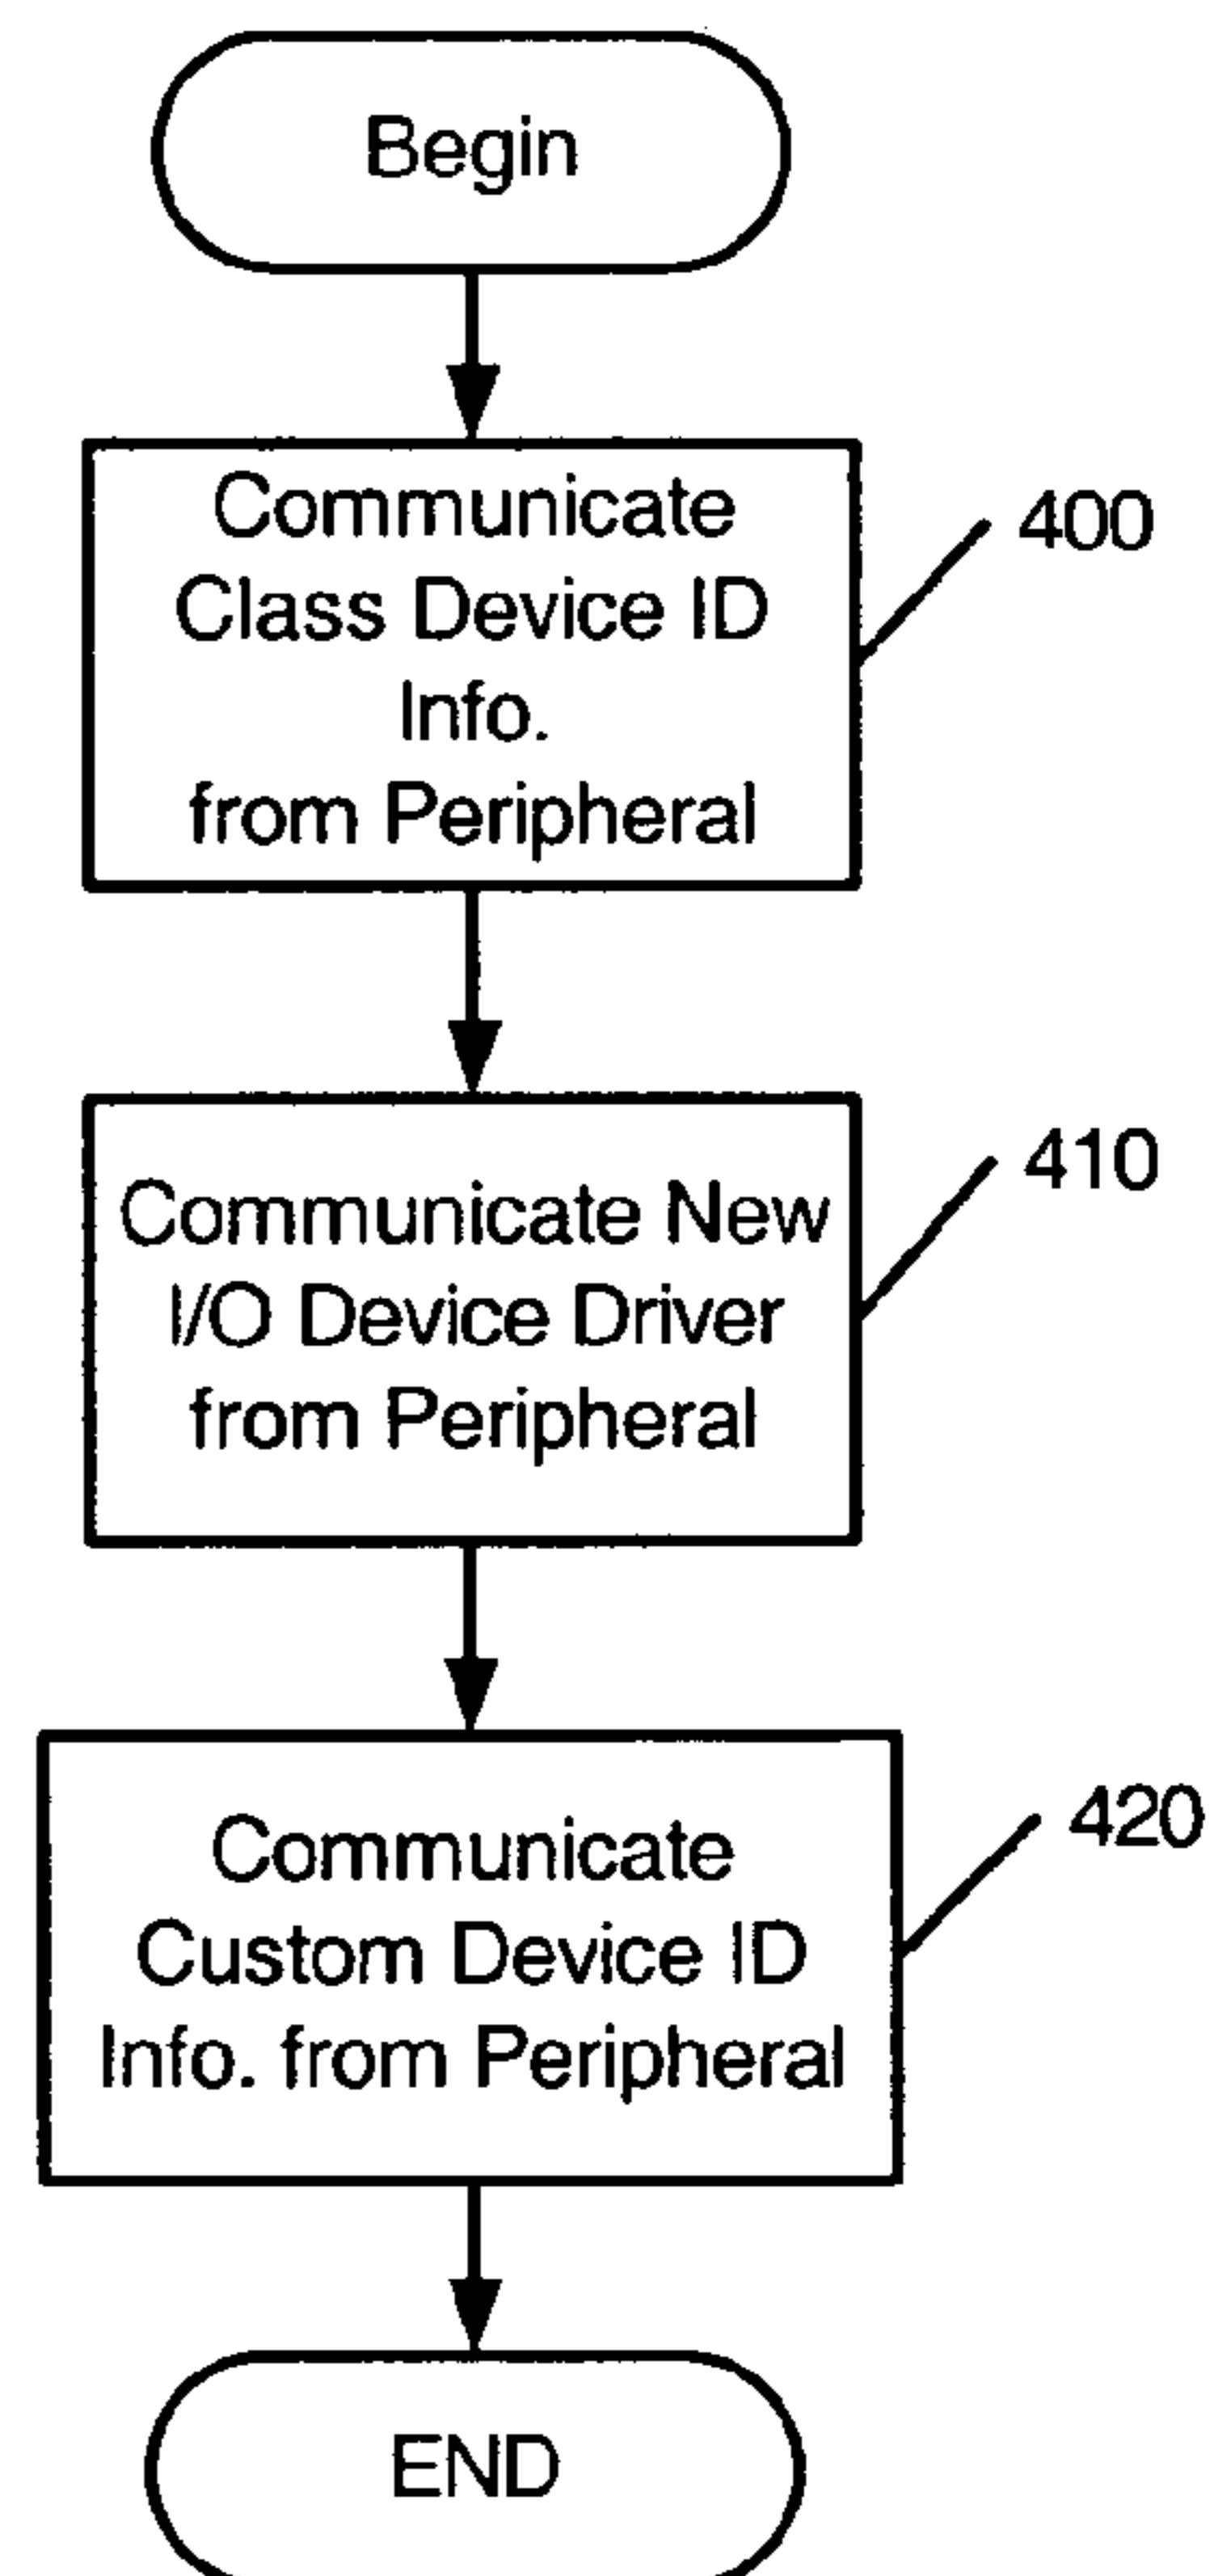 Begin
Communicate
Class Device ID
Info.
from Peripheral
400
Communicate New
I/O Device Driver
from Peripheral
410
Communicate
Custom Device ID
Info. from Peripheral
420
END